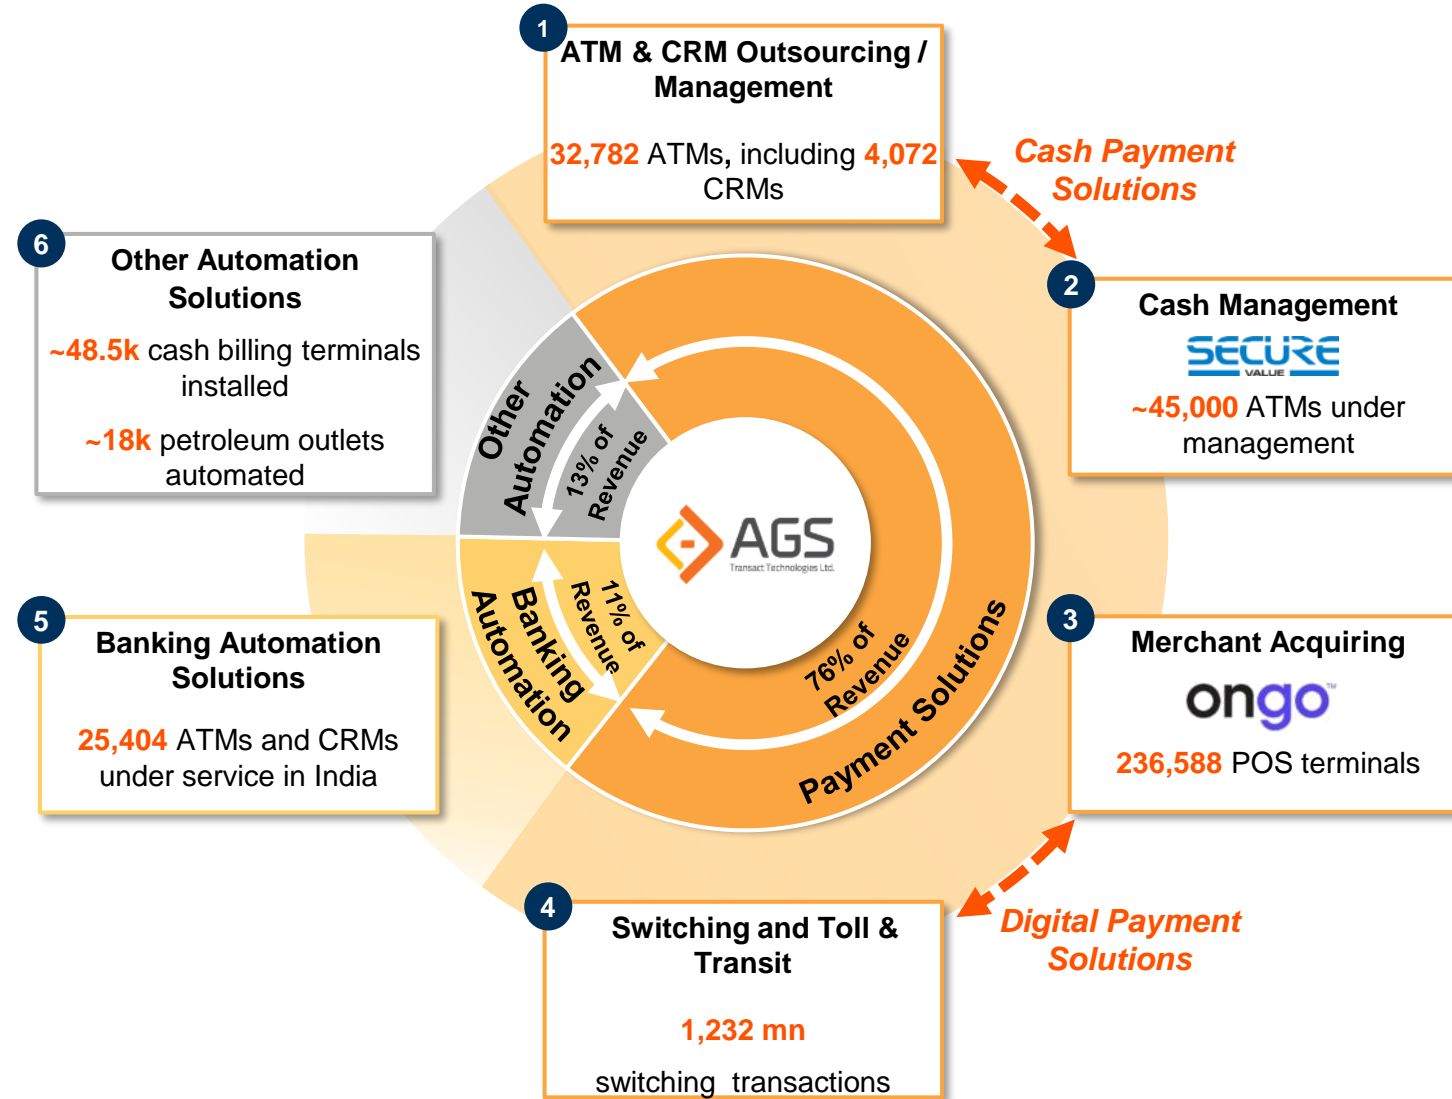 1
ATM & CRM Outsourcing /
Management
32,782 ATMs, including 4,072
CRMs
Cash Payment
Solutions
2
Cash Management
SECURE
VALUE
~45,000 ATMs under
management
3
Merchant Acquiring
ongo™
236,588 POS terminals
Digital Payment
Solutions
4
Switching and Toll &
Transit
1,232 mn
switching transactions
5
Banking Automation
Solutions
25,404 ATMs and CRMs
under service in India
6
Other Automation
Solutions
~48.5k cash billing terminals
installed
~18k petroleum outlets
automated
Other
Automation
13% of
Revenue
Banking
Automation
11% of
Revenue
Payment Solutions
76% of
Revenue
AGS
Transact Technologies Ltd.